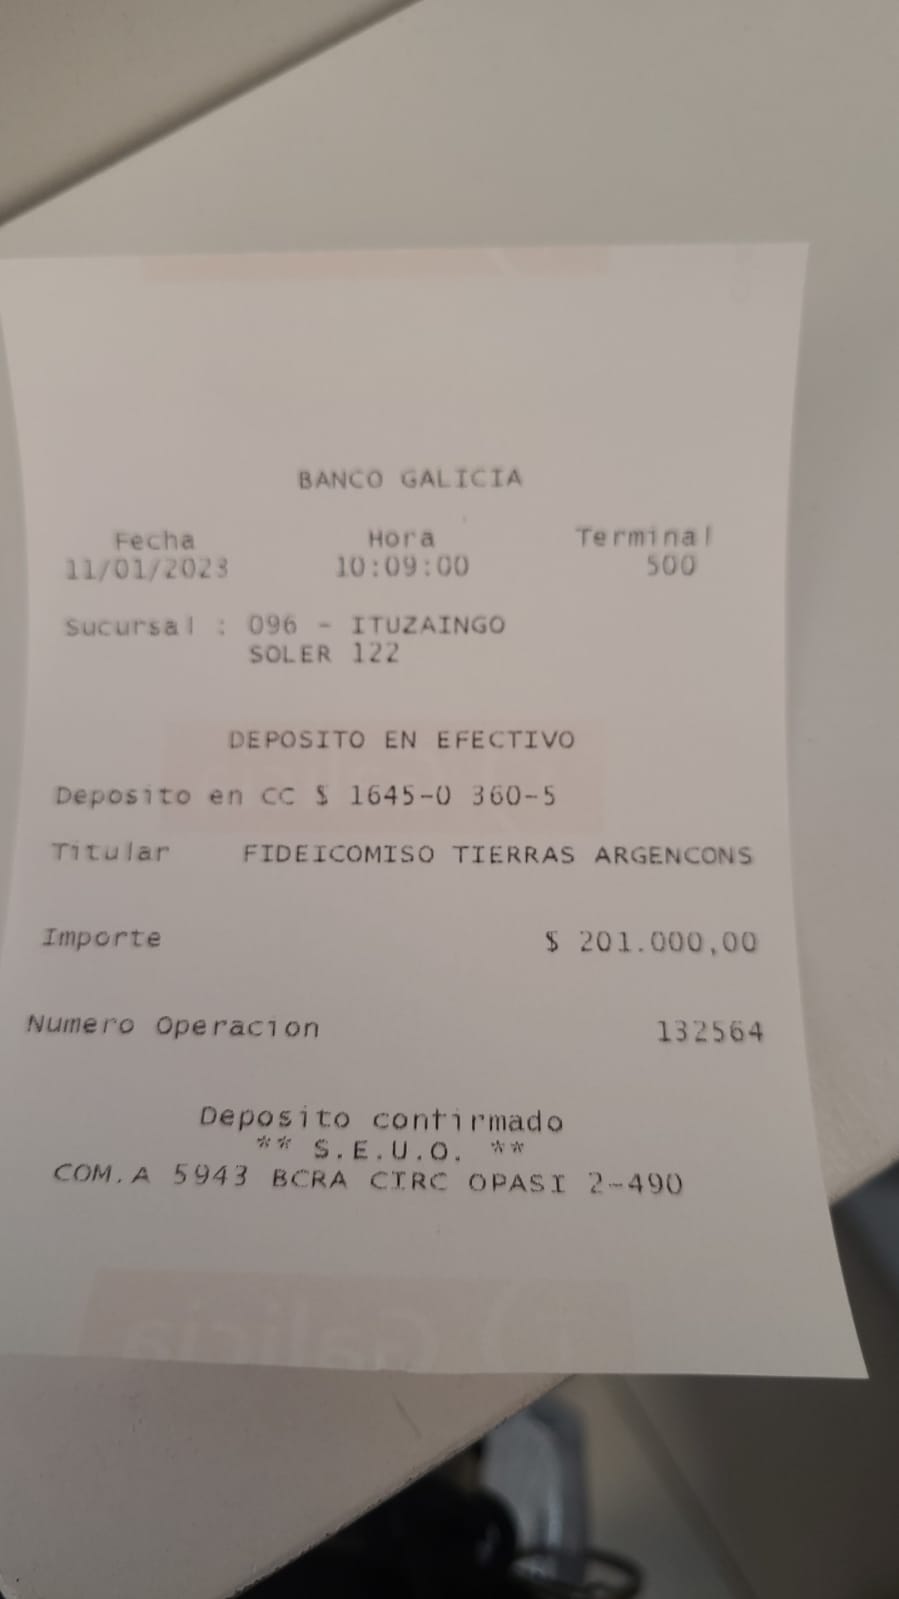 BANCO GALICIA
Fecha Hora Terminal
11/01/2023 10:09:00 500
Sucursal : 096 - ITUZAINGO
SOLER 122
DEPOSITO EN EFECTIVO
Deposito en CC $ 1645-0 360-5
Titular FIDEICOMISO TIERRAS ARGENCONS
Importe $ 201.000,00
Numero Operacion 132564
Deposito confirmado
** S.E.U.O. **
COM.A 5943 BCRA CIRC OPASI 2-490
Galicia